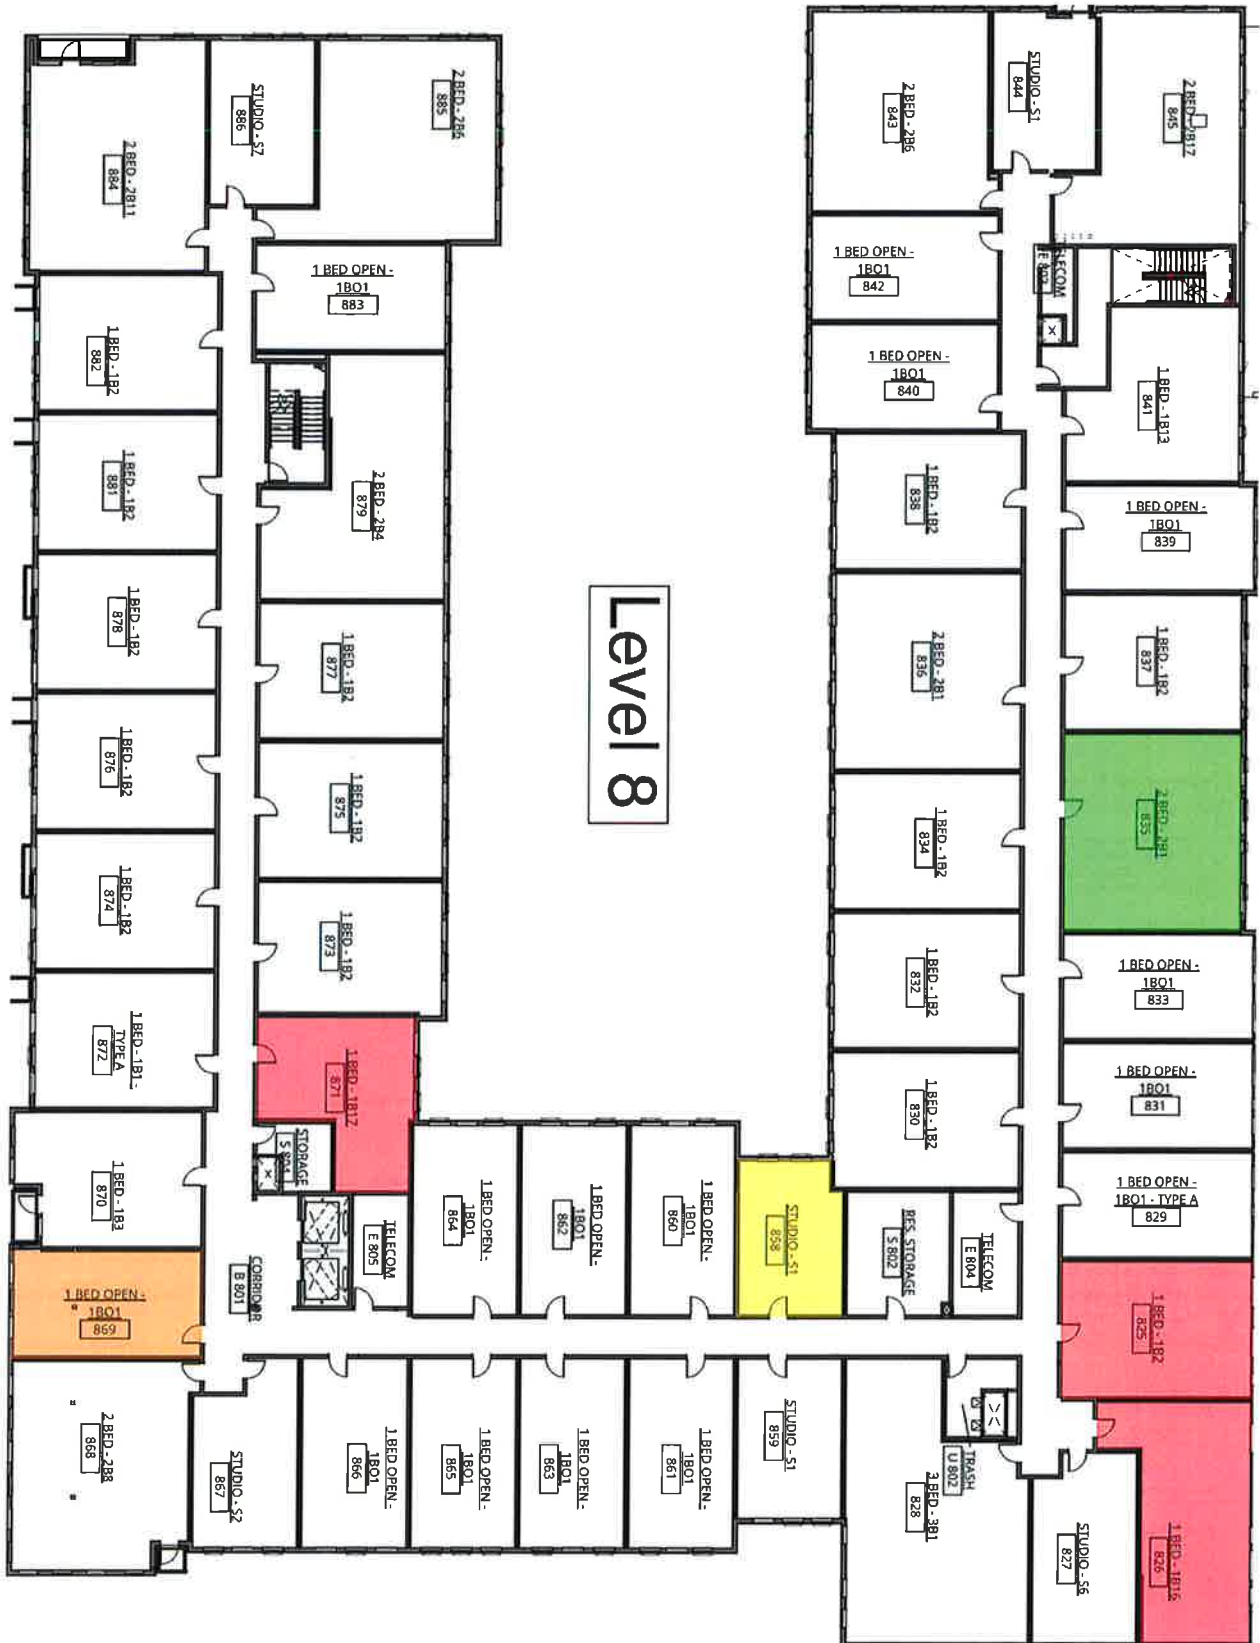 2 BED - 2B11
884
STUDIO - S7
886
2 BED - 2B6
885
1 BED OPEN -
1BO1
883
1 BED - 1B2
882
1 BED - 1B2
881
2 BED - 2B4
879
1 BED - 1B2
878
1 BED - 1B2
877
1 BED - 1B2
876
1 BED - 1B2
875
1 BED - 1B2
874
1 BED - 1B2
873
1 BED - 1B1 -
TYPE A
872
1 BED - 1B17
871
STORAGE
S 801
1 BED - 1B3
870
TELECOM
E 805
CORRIDOR
B 801
1 BED OPEN -
1BO1
869
2 BED - 2B8
868
STUDIO - S2
867
1 BED OPEN -
1BO1
866
1 BED OPEN -
1BO1
865
1 BED OPEN -
1BO1
864
1 BED OPEN -
1BO1
863
1 BED OPEN -
1BO1
862
1 BED OPEN -
1BO1
861
1 BED OPEN -
1BO1
860
STUDIO - S1
859
STUDIO - S1
858
Level 8
2 BED - 2B6
843
STUDIO - S1
844
2 BED - 2B17
845
1 BED OPEN -
1BO1
842
1 BED OPEN -
1BO1
840
1 BED - 1B13
841
1 BED - 1B2
838
1 BED OPEN -
1BO1
839
2 BED - 2B1
836
1 BED - 1B2
837
2 BED - 2B1
835
1 BED - 1B2
834
1 BED OPEN -
1BO1
833
1 BED - 1B2
832
1 BED OPEN -
1BO1
831
1 BED - 1B2
830
1 BED OPEN -
1BO1 - TYPE A
829
RES. STORAGE
S 802
TELECOM
E 804
1 BED - 1B2
825
TRASH
U 802
3 BED - 3B1
828
STUDIO - S6
827
1 BED - 1B16
826